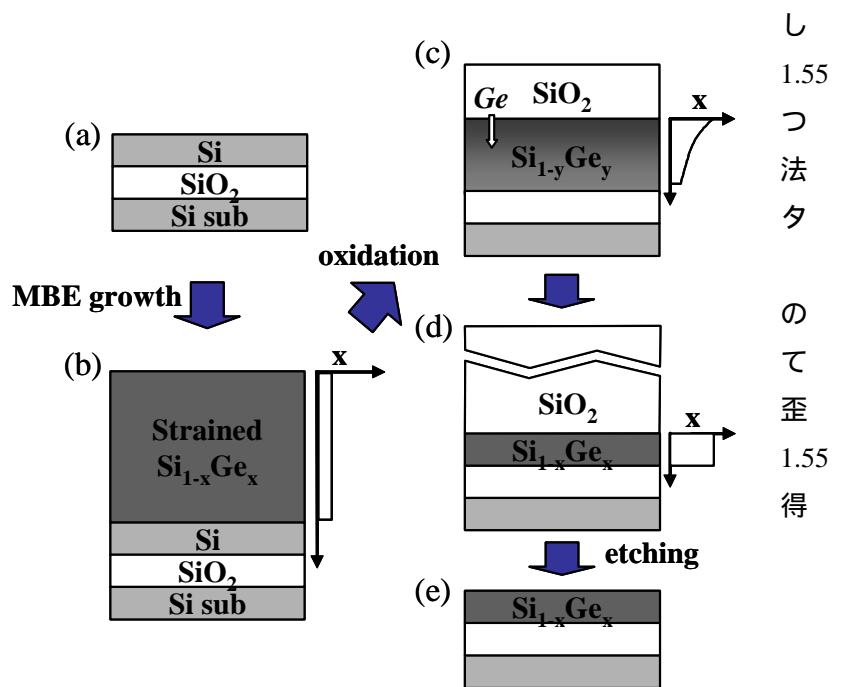 (a)
Si
SiO₂
Si sub
MBE growth
oxidation
(b)
x
Strained
Si₁₋ₓGeₓ
Si
SiO₂
Si sub
(c)
SiO₂
Ge
x
Si₁₋yGey
(d)
SiO₂
x
Si₁₋ₓGeₓ
etching
(e)
Si₁₋ₓGeₓ
し
1.55
つ
法
タ
の
て
歪
1.55
得